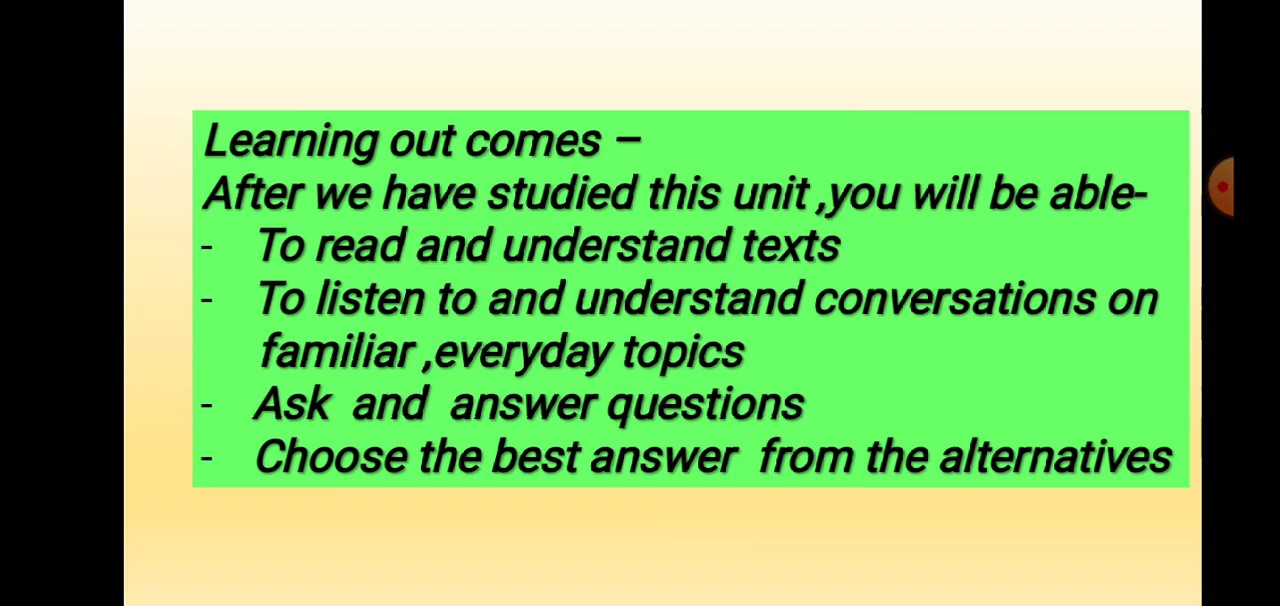 Learning out comes –
After we have studied this unit ,you will be able-
- To read and understand texts
- To listen to and understand conversations on
familiar ,everyday topics
- Ask and answer questions
- Choose the best answer from the alternatives